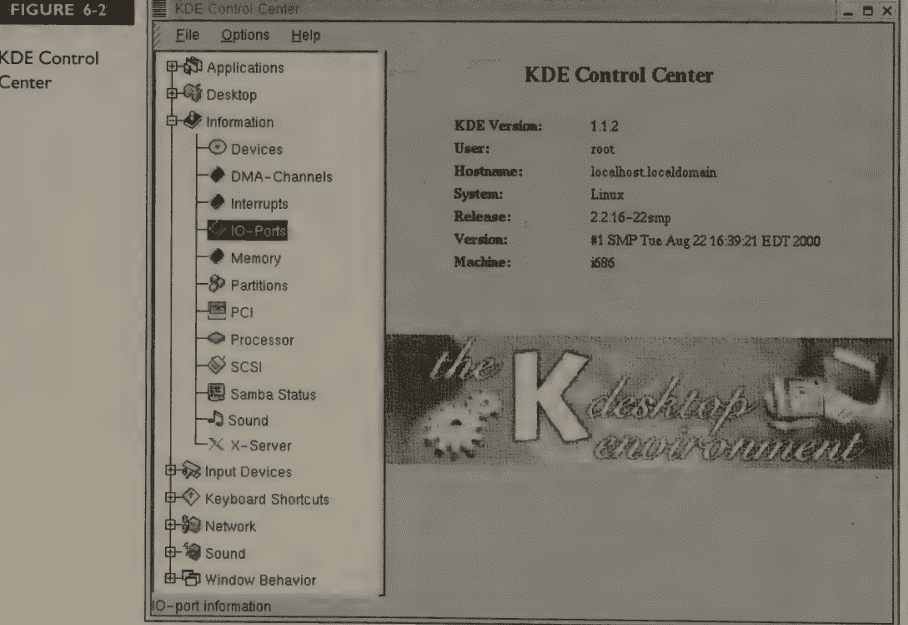 FIGURE 6-2
KDE Control
Center
KDE Control Center
File Options Help
Applications
Desktop
Information
Devices
DMA-Channels
Interrupts
IO-Ports
Memory
Partitions
PCI
Processor
SCSI
Samba Status
Sound
X-Server
Input Devices
Keyboard Shortcuts
Network
Sound
Window Behavior
IO-port information
KDE Control Center
KDE Version: 1.1.2
User: root
Hostname: localhost.localdomain
System: Linux
Release: 2.2.16-22smp
Version: #1 SMP Tue Aug 22 16:39:21 EDT 2000
Machine: i686
the K desktop
environment